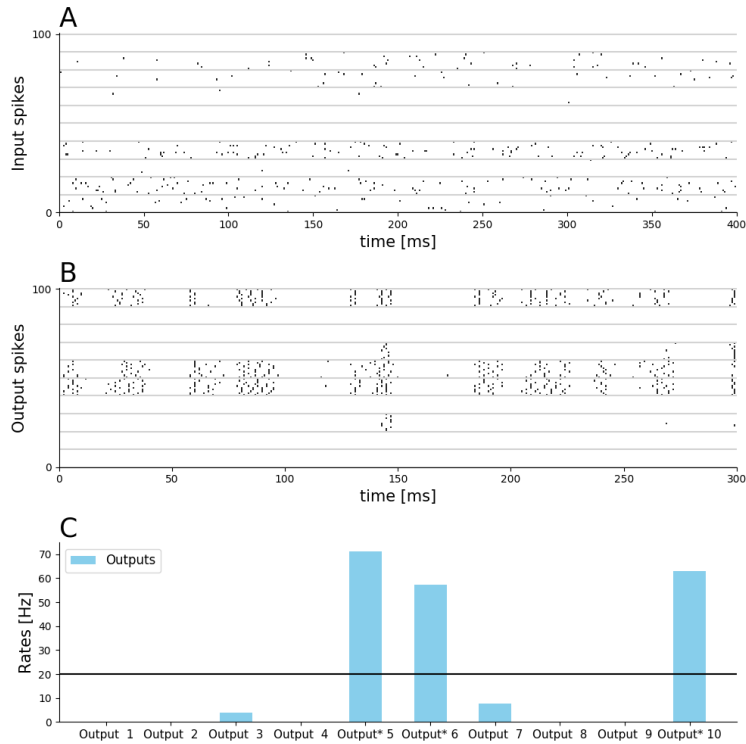 A
100
Input spikes
0
0 50 100 150 200 250 300 350 400
time [ms]
B
100
Output spikes
0
0 50 100 150 200 250 300
time [ms]
C
Outputs
70
60
50
40
30
20
10
0
Rates [Hz]
Output 1 Output 2 Output 3 Output 4 Output* 5 Output* 6 Output 7 Output 8 Output 9 Output* 10